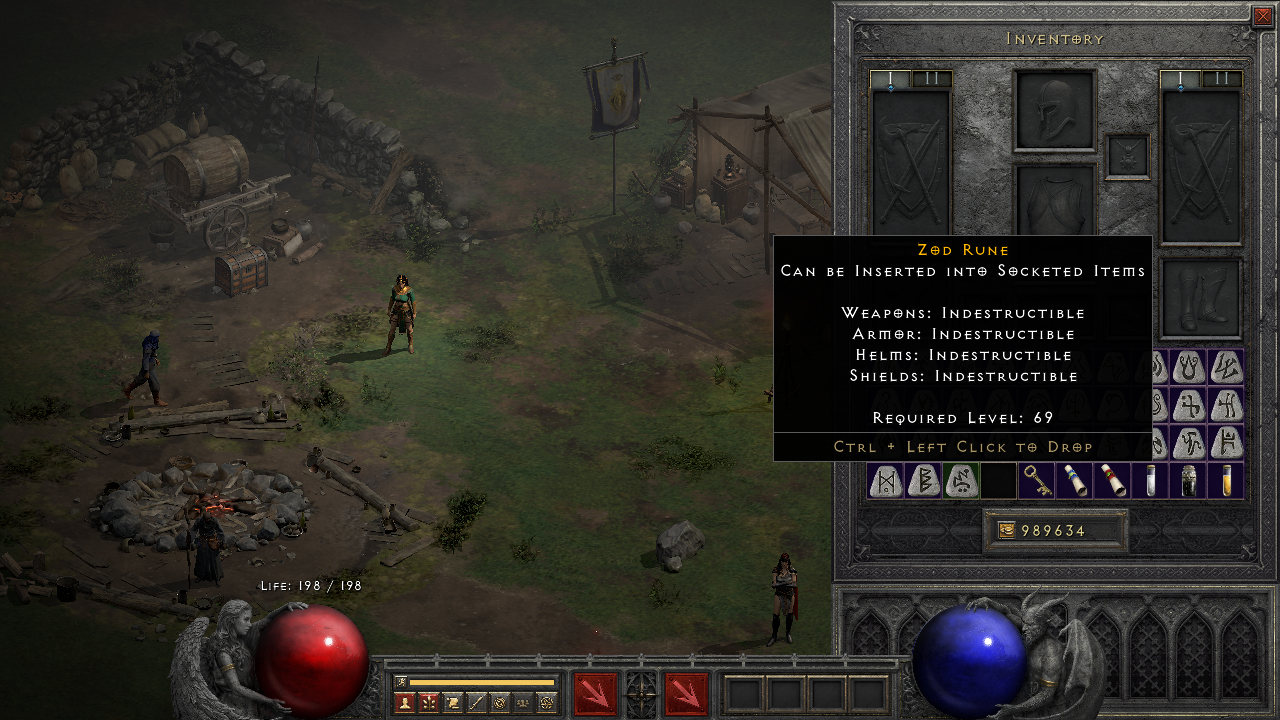 Inventory
I II
I II
Zod Rune
Can be Inserted into Socketed Items
Weapons: Indestructible
Armor: Indestructible
Helms: Indestructible
Shields: Indestructible
Required Level: 69
Ctrl + Left Click to Drop
989634
Life: 198 / 198